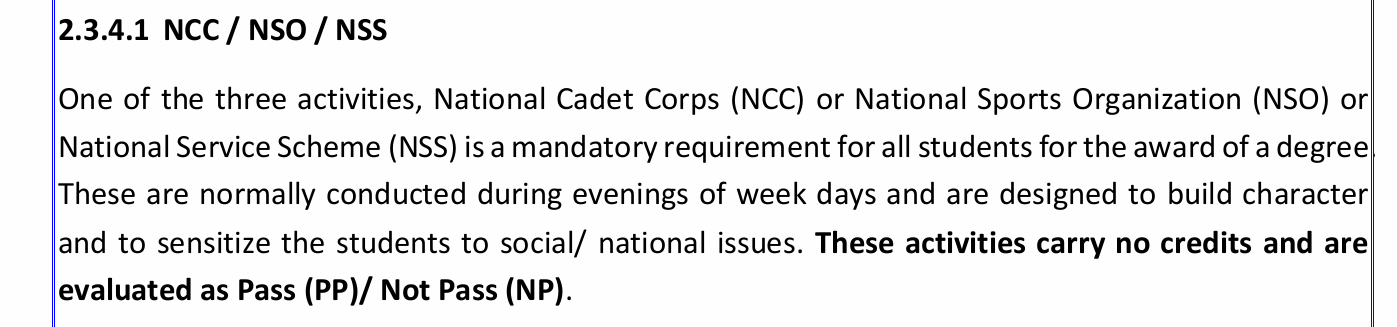 2.3.4.1 NCC / NSO / NSS
One of the three activities, National Cadet Corps (NCC) or National Sports Organization (NSO) or
National Service Scheme (NSS) is a mandatory requirement for all students for the award of a degree.
These are normally conducted during evenings of week days and are designed to build character
and to sensitize the students to social/ national issues. These activities carry no credits and are
evaluated as Pass (PP)/ Not Pass (NP).